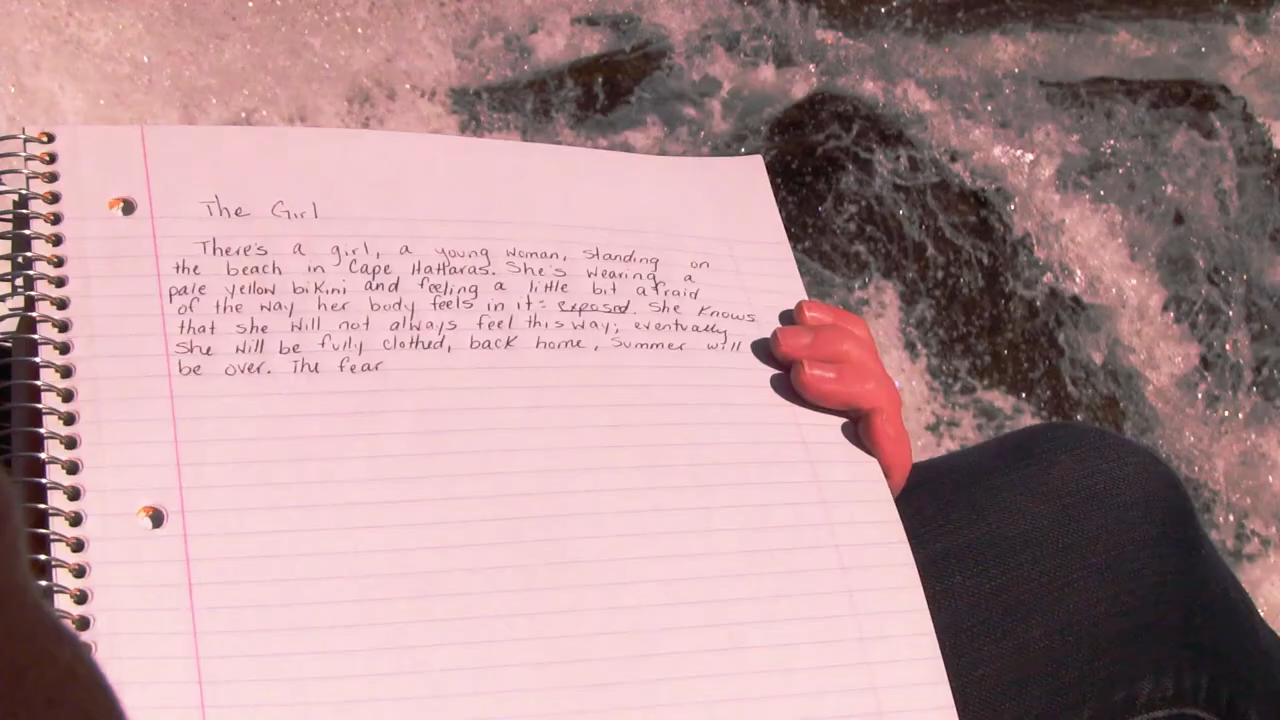 The Girl
There's a girl, a young woman, standing on
the beach in Cape Hattaras. She's wearing a
pale yellow bikini and feeling a little bit afraid
of the way her body feels in it: exposed. She knows
that she will not always feel this way; eventually
she will be fully clothed, back home, summer will
be over. The fear